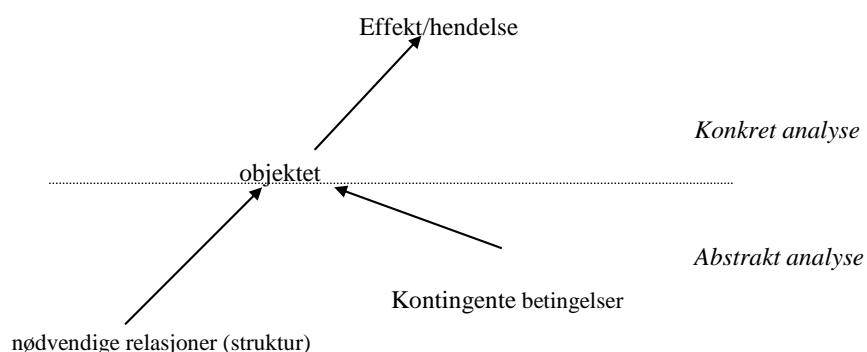 Effekt/hendelse
Konkret analyse
objektet
Abstrakt analyse
Kontingente betingelser
nødvendige relasjoner (struktur)